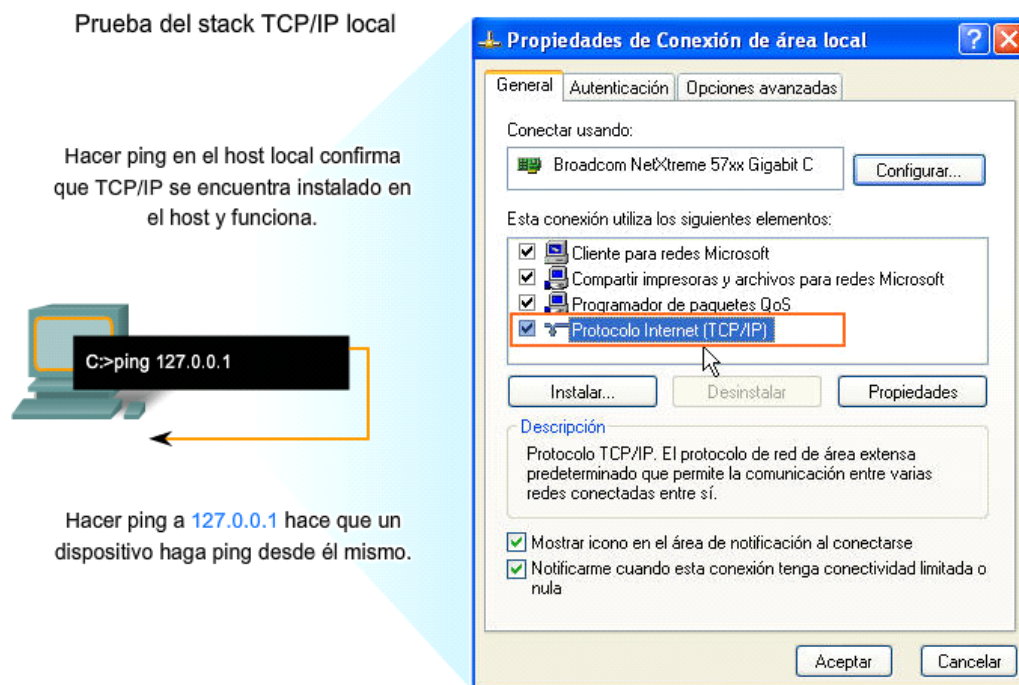 Prueba del stack TCP/IP local
Hacer ping en el host local confirma
que TCP/IP se encuentra instalado en
el host y funciona.
C:>ping 127.0.0.1
Hacer ping a 127.0.0.1 hace que un
dispositivo haga ping desde él mismo.
Propiedades de Conexión de área local
General
Autenticación
Opciones avanzadas
Conectar usando:
Broadcom NetXtreme 57xx Gigabit C
Configurar...
Esta conexión utiliza los siguientes elementos:
Cliente para redes Microsoft
Compartir impresoras y archivos para redes Microsoft
Programador de paquetes QoS
Protocolo Internet (TCP/IP)
Instalar...
Desinstalar
Propiedades
Descripción
Protocolo TCP/IP. El protocolo de red de área extensa
predeterminado que permite la comunicación entre varias
redes conectadas entre sí.
Mostrar icono en el área de notificación al conectarse
Notificarme cuando esta conexión tenga conectividad limitada o
nula
Aceptar
Cancelar